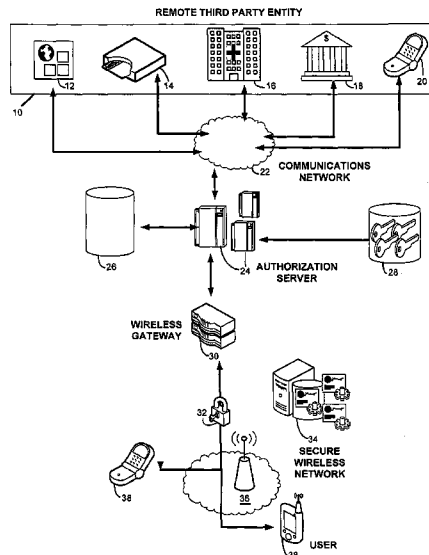 REMOTE THIRD PARTY ENTITY
$
12
14
16
18
20
10
22
COMMUNICATIONS
NETWORK
26
24
28
AUTHORIZATION
SERVER
WIRELESS
GATEWAY
30
32
34
SECURE
WIRELESS
NETWORK
38
36
USER
38